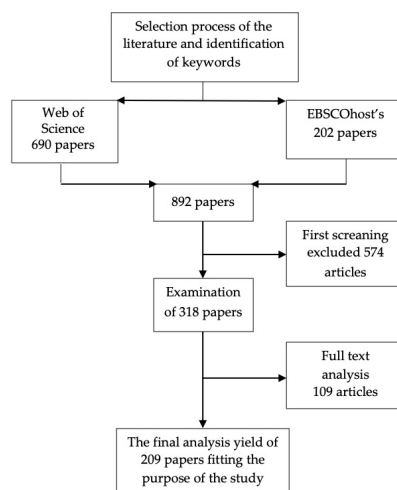 Selection process of the
literature and identification
of keywords
Web of
Science
690 papers
EBSCOhost's
202 papers
892 papers
First screaning
excluded 574
articles
Examination
of 318 papers
Full text
analysis
109 articles
The final analysis yield of
209 papers fitting the
purpose of the study